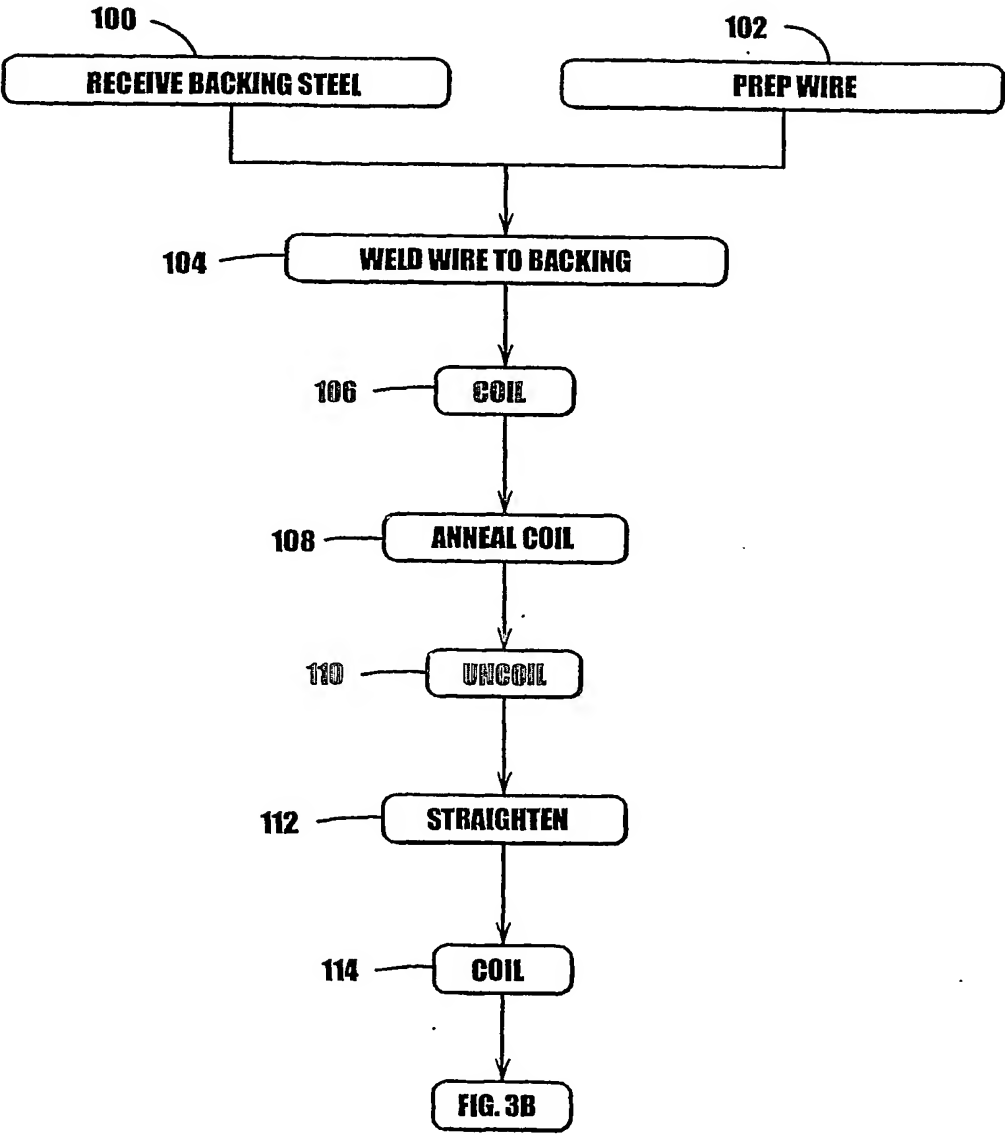 100
102
RECEIVE BACKING STEEL
PREP WIRE
104
WELD WIRE TO BACKING
106
COIL
108
ANNEAL COIL
110
UNCOIL
112
STRAIGHTEN
114
COIL
FIG. 3B